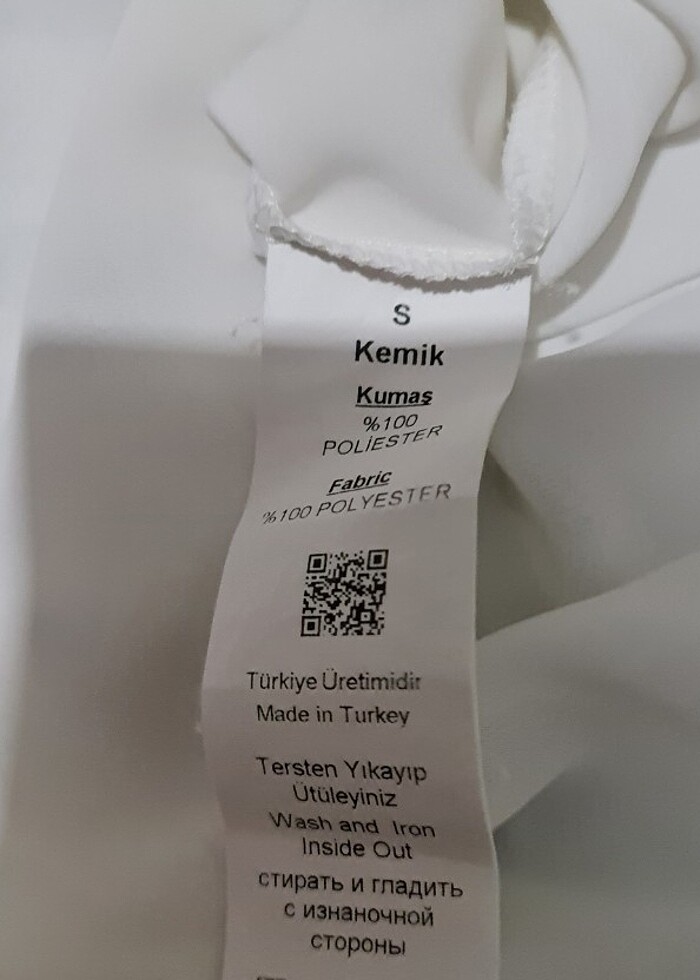 S
Kemik
Kumaş
%100
POLİESTER
Fabric
%100 POLYESTER
Türkiye Üretimidir
Made in Turkey
Tersten Yıkayıp
Ütüleyiniz
Wash and Iron
Inside Out
стирать и гладить
с изнаночной
стороны